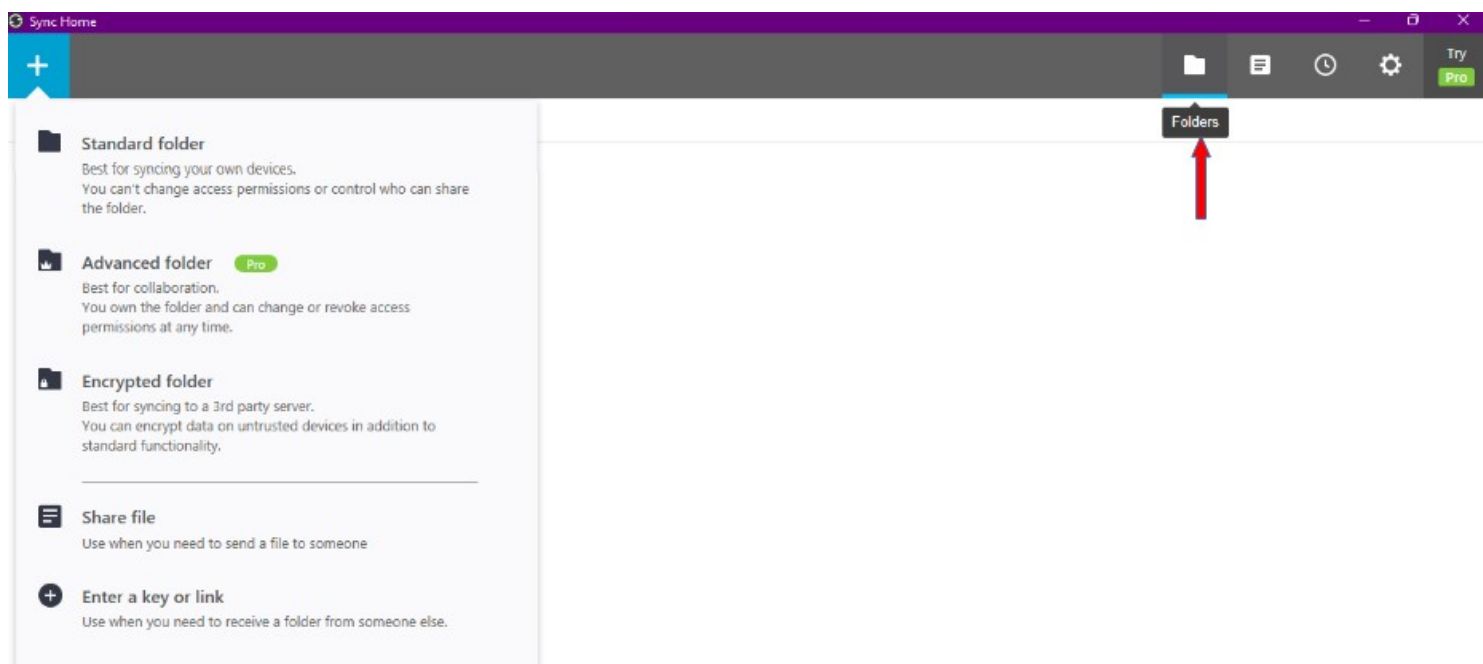 Sync Home
Try
Pro
Folders
Standard folder
Best for syncing your own devices.
You can't change access permissions or control who can share
the folder.
Advanced folder Pro
Best for collaboration.
You own the folder and can change or revoke access
permissions at any time.
Encrypted folder
Best for syncing to a 3rd party server.
You can encrypt data on untrusted devices in addition to
standard functionality.
Share file
Use when you need to send a file to someone
Enter a key or link
Use when you need to receive a folder from someone else.